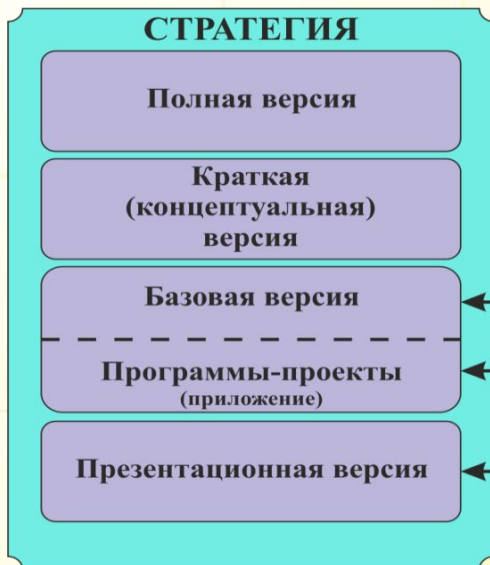 СТРАТЕГИЯ
Полная версия
Краткая
(концептуальная)
версия
Базовая версия
Программы-проекты
(приложение)
Презентационная версия